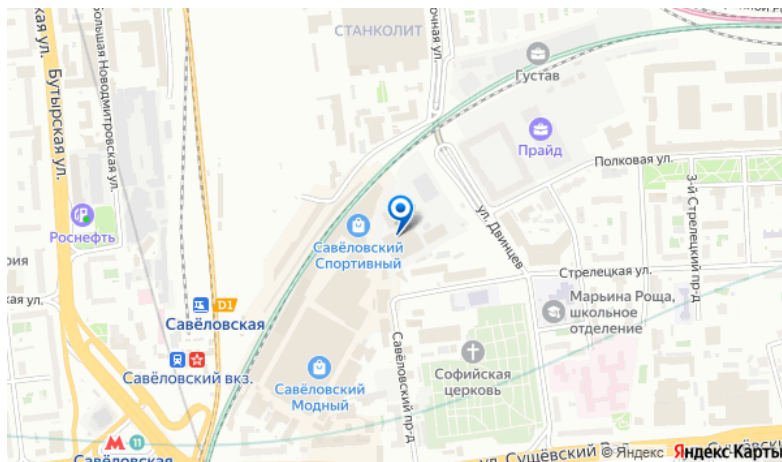 СТАНКОЛИТ
Густав
Прайд
Полковая ул.
Бутырская ул.
Большая Новодмитровская ул.
Роснефть
ул. Двинцев
3-й Стрелецкий пр-д
Савёловский
Спортивный
Стрелецкая ул.
Марьина Роща,
школьное
отделение
D1
Савёловская
Савёловский вкз.
Савёловский
Модный
Савёловский пр-д
Софийская
церковь
11
Савёловская
ул. Сущёвский
© Яндекс Яндекс Карты